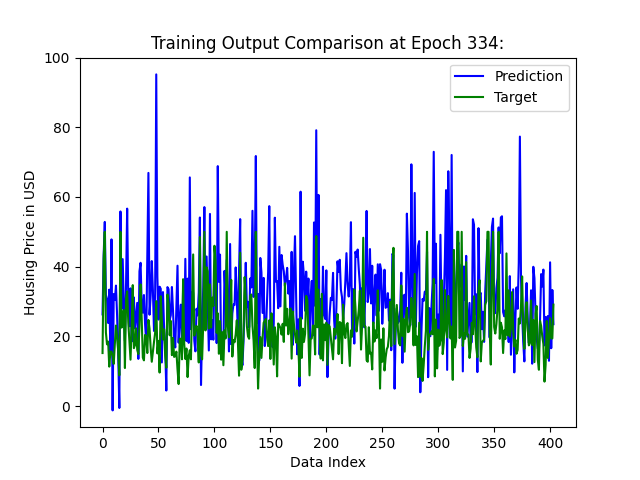 Training Output Comparison at Epoch 334:
Prediction
Target
Housing Price in USD
100
80
60
40
20
0
0 50 100 150 200 250 300 350 400
Data Index